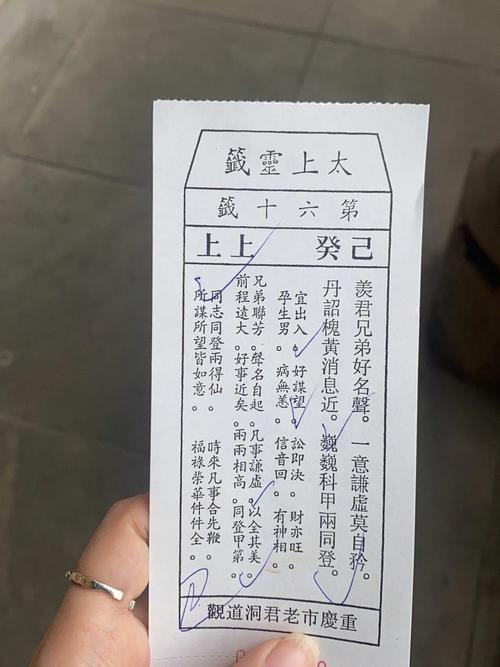 太上靈籤
第六十籤
己癸 上上
羨君兄弟好名聲。一意謙虛莫自矜。
丹詔槐黃消息近。巍巍科甲兩同登。
宜出入。好謀望。訟即決。財亦旺
孕生男。病無恙。信音回。有神相。
兄弟聯芳。聲名自起。凡事謙虛。以全其美
前程遠大。好事近矣。兩兩相高。同登甲第。
同志同登兩得仙。時來凡事合先鞭
所謀所望皆如意。福祿榮華件件全。
重慶市老君洞道觀